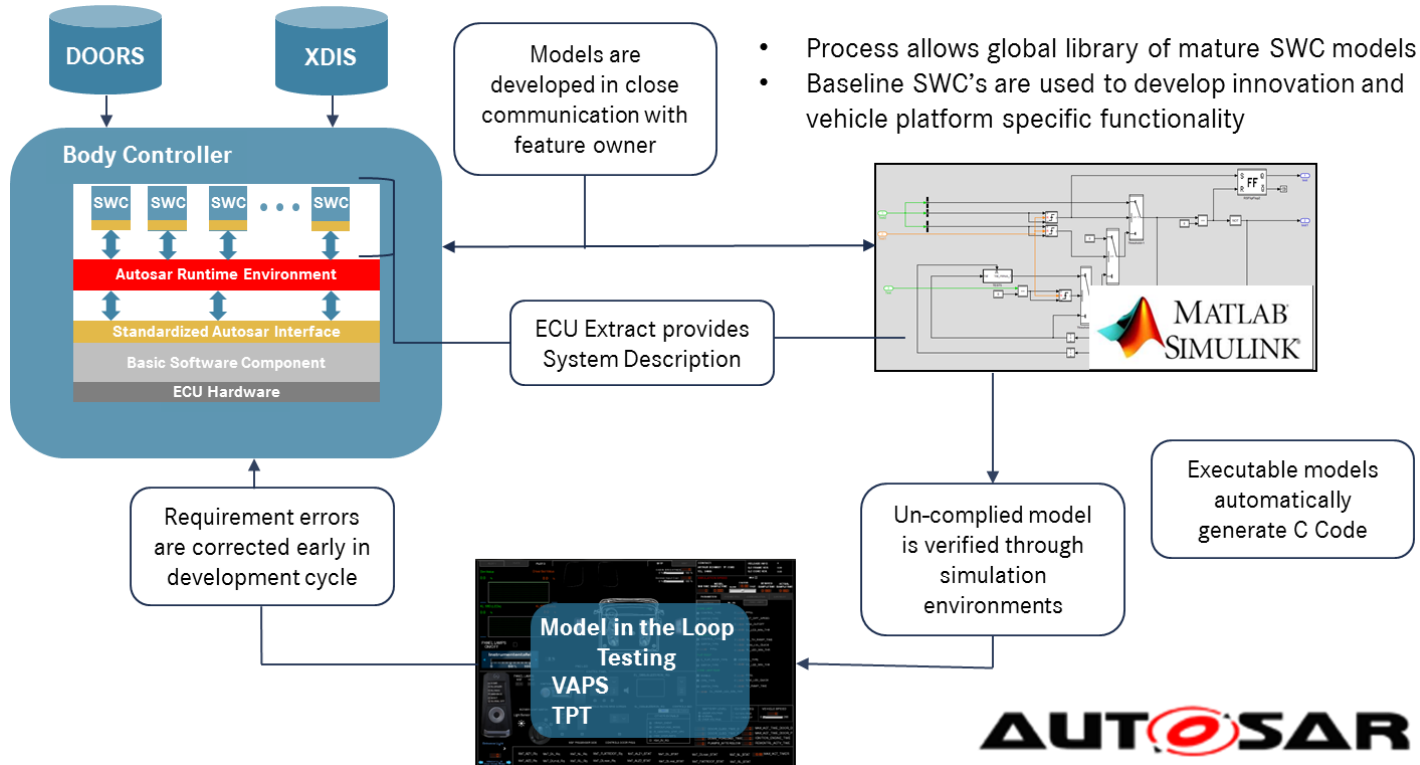 DOORS
XDIS
Models are
developed in close
communication with
feature owner
• Process allows global library of mature SWC models
• Baseline SWC's are used to develop innovation and
vehicle platform specific functionality
Body Controller
SWC SWC SWC • • • SWC
Autosar Runtime Environment
Standardized Autosar Interface
Basic Software Component
ECU Hardware
ECU Extract provides
System Description
S Q
R
FF
MATLAB
SIMULINK®
Requirement errors
are corrected early in
development cycle
Un-complied model
is verified through
simulation
environments
Executable models
automatically
generate C Code
Model in the Loop
Testing
VAPS
TPT
AUTOSAR